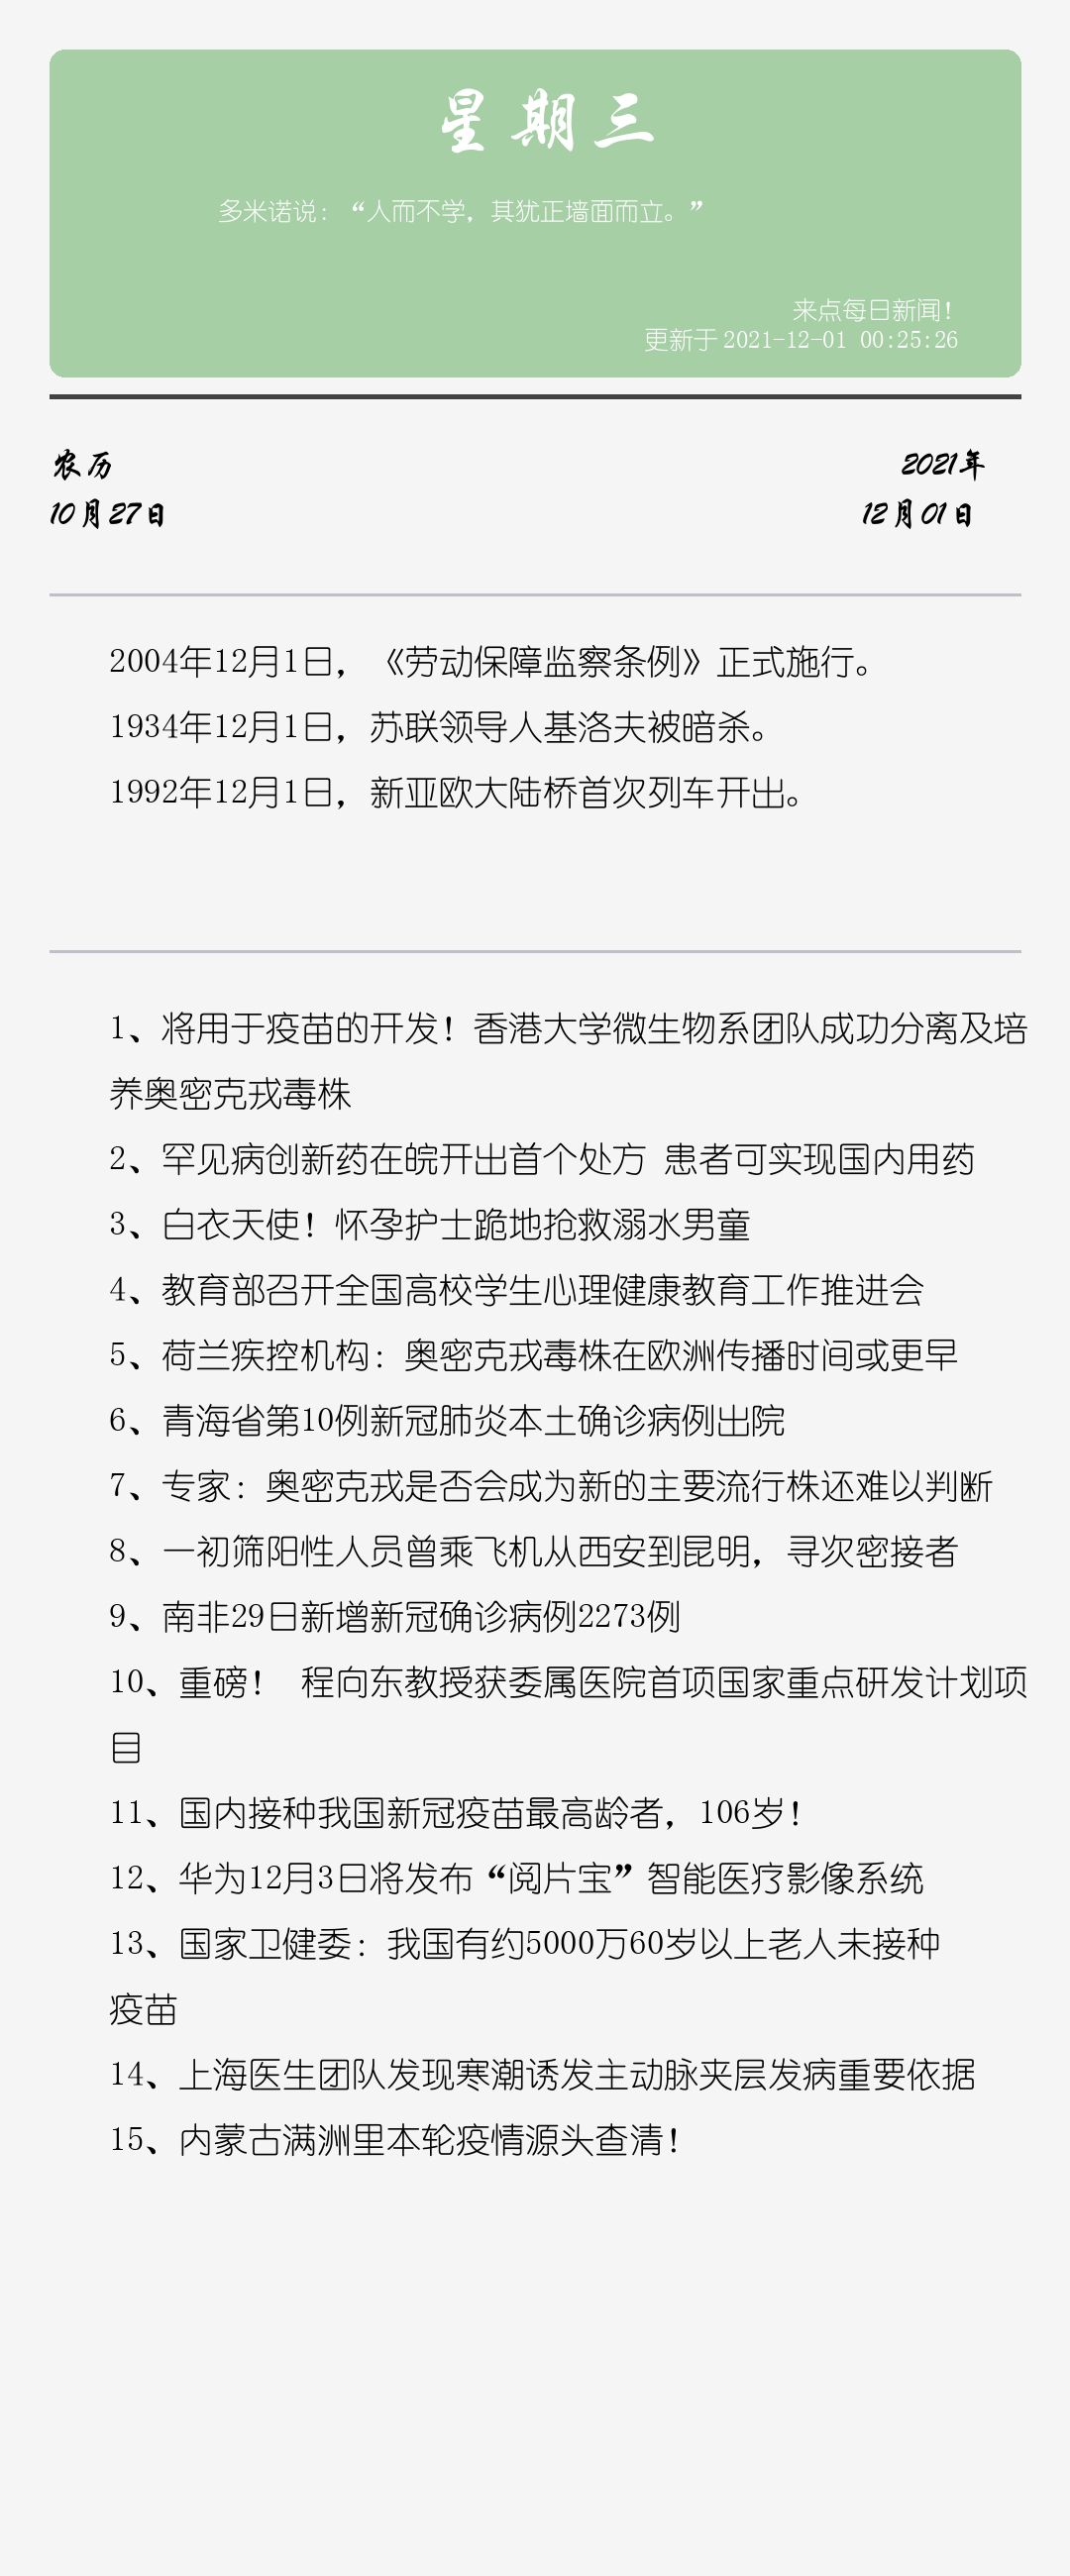 星期三
多米诺说：“人而不学，其犹正墙面而立。”
来点每日新闻！
更新于 2021-12-01 00:25:26
农历
2021年
10月27日
12月01日
2004年12月1日，《劳动保障监察条例》正式施行。
1934年12月1日，苏联领导人基洛夫被暗杀。
1992年12月1日，新亚欧大陆桥首次列车开出。
1、将用于疫苗的开发！香港大学微生物系团队成功分离及培
养奥密克戎毒株
2、罕见病创新药在皖开出首个处方 患者可实现国内用药
3、白衣天使！怀孕护士跪地抢救溺水男童
4、教育部召开全国高校学生心理健康教育工作推进会
5、荷兰疾控机构：奥密克戎毒株在欧洲传播时间或更早
6、青海省第10例新冠肺炎本土确诊病例出院
7、专家：奥密克戎是否会成为新的主要流行株还难以判断
8、一初筛阳性人员曾乘飞机从西安到昆明，寻次密接者
9、南非29日新增新冠确诊病例2273例
10、重磅！ 程向东教授获委属医院首项国家重点研发计划项
目
11、国内接种我国新冠疫苗最高龄者，106岁！
12、华为12月3日将发布“阅片宝”智能医疗影像系统
13、国家卫健委：我国有约5000万60岁以上老人未接种
疫苗
14、上海医生团队发现寒潮诱发主动脉夹层发病重要依据
15、内蒙古满洲里本轮疫情源头查清！